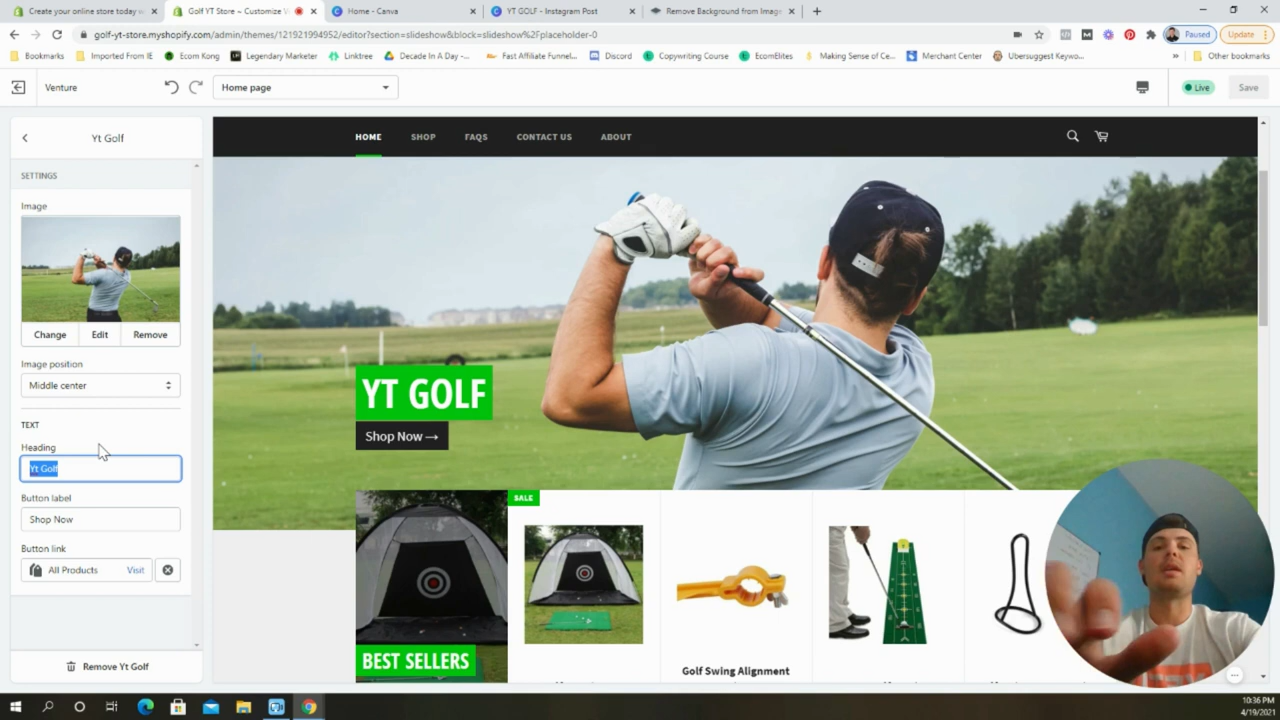 Create your online store today w
Golf YT Store ~ Customize V
Home - Canva
YT GOLF - Instagram Post
Remove Background from Imag
golf-yt-store.myshopify.com/admin/themes/121921994952/editor?section=slideshow&block=slideshow%2Fplaceholder-0
Paused
Update
Bookmarks
Imported From IE
Ecom Kong
Legendary Marketer
Linktree
Decade In A Day -...
Fast Affiliate Funnel...
Discord
Copywriting Course
EcomElites
Making Sense of Ce...
Merchant Center
Ubersuggest Keywo...
Other bookmarks
Venture
Home page
Live
Save
Yt Golf
SETTINGS
Image
Change
Edit
Remove
Image position
Middle center
TEXT
Heading
Yt Golf
Button label
Shop Now
Button link
All Products
Visit
Remove Yt Golf
HOME
SHOP
FAQS
CONTACT US
ABOUT
YT GOLF
Shop Now →
SALE
BEST SELLERS
Golf Swing Alignment
10:36 PM
4/19/2021